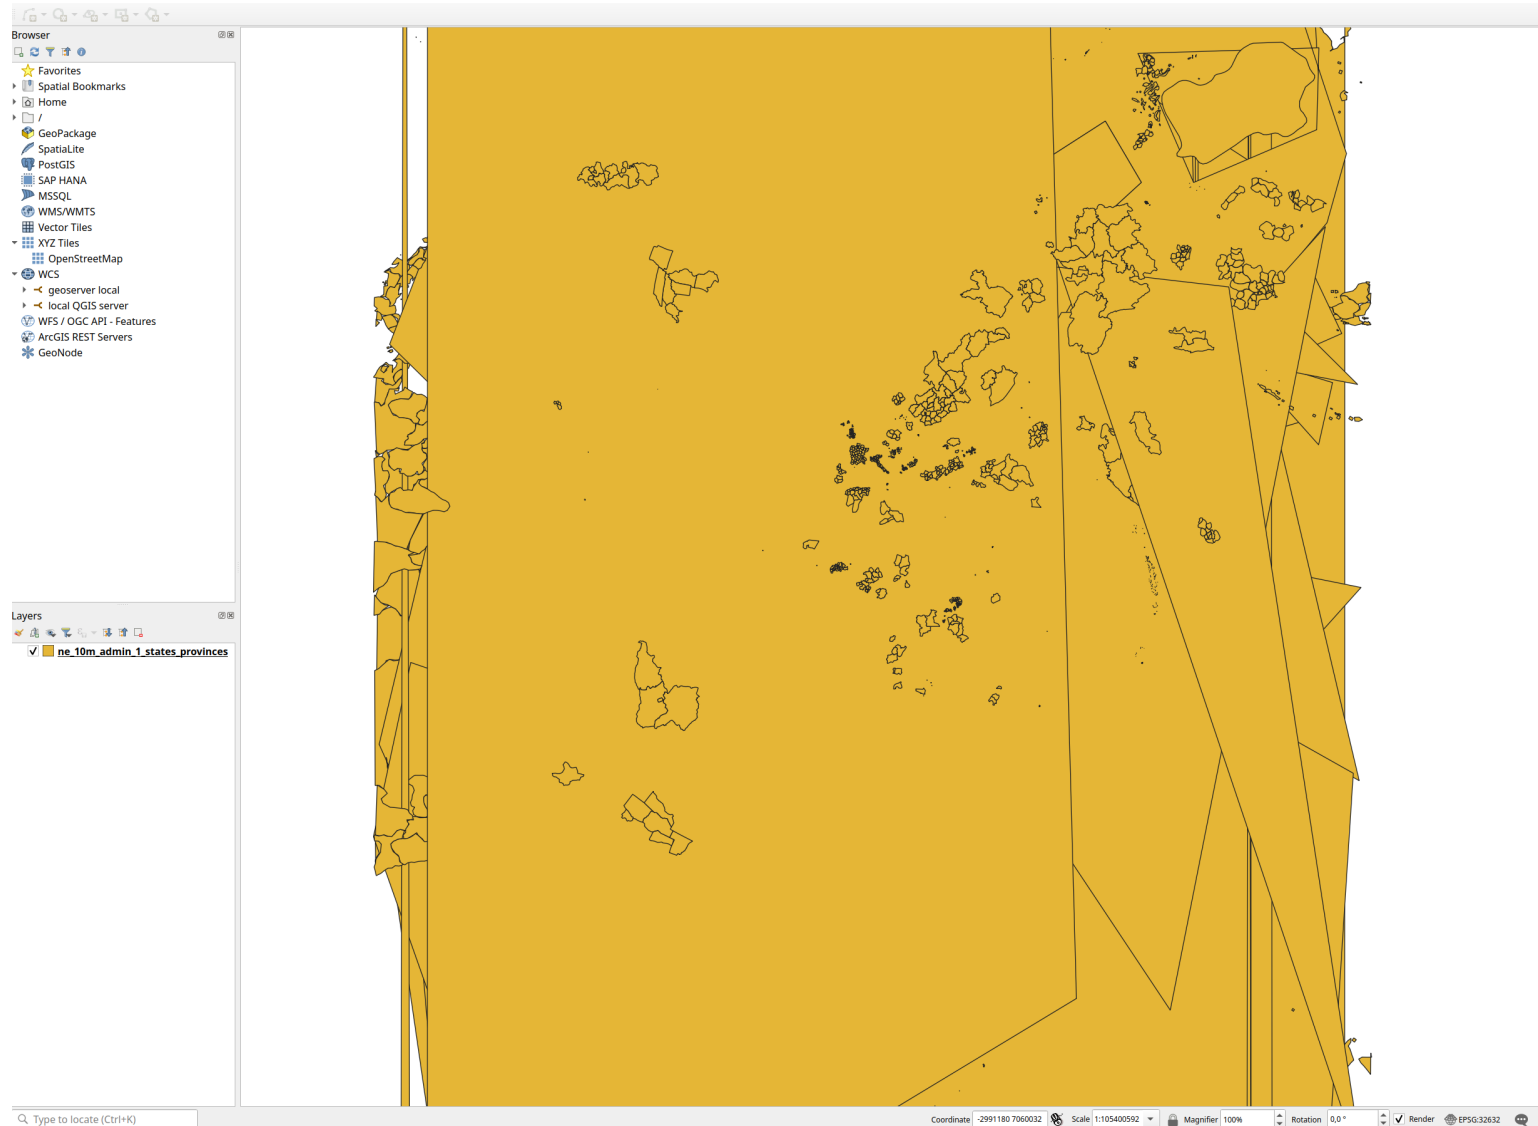 Browser
Favorites
Spatial Bookmarks
Home
/
GeoPackage
SpatiaLite
PostGIS
SAP HANA
MSSQL
WMS/WMTS
Vector Tiles
XYZ Tiles
OpenStreetMap
WCS
geoserver local
local QGIS server
WFS / OGC API - Features
ArcGIS REST Servers
GeoNode
Layers
ne_10m_admin_1_states_provinces
Type to locate (Ctrl+K) Coordinate -2991180 7060032 Scale 1:105400592 Magnifier 100% Rotation 0,0 ° Render EPSG:32632